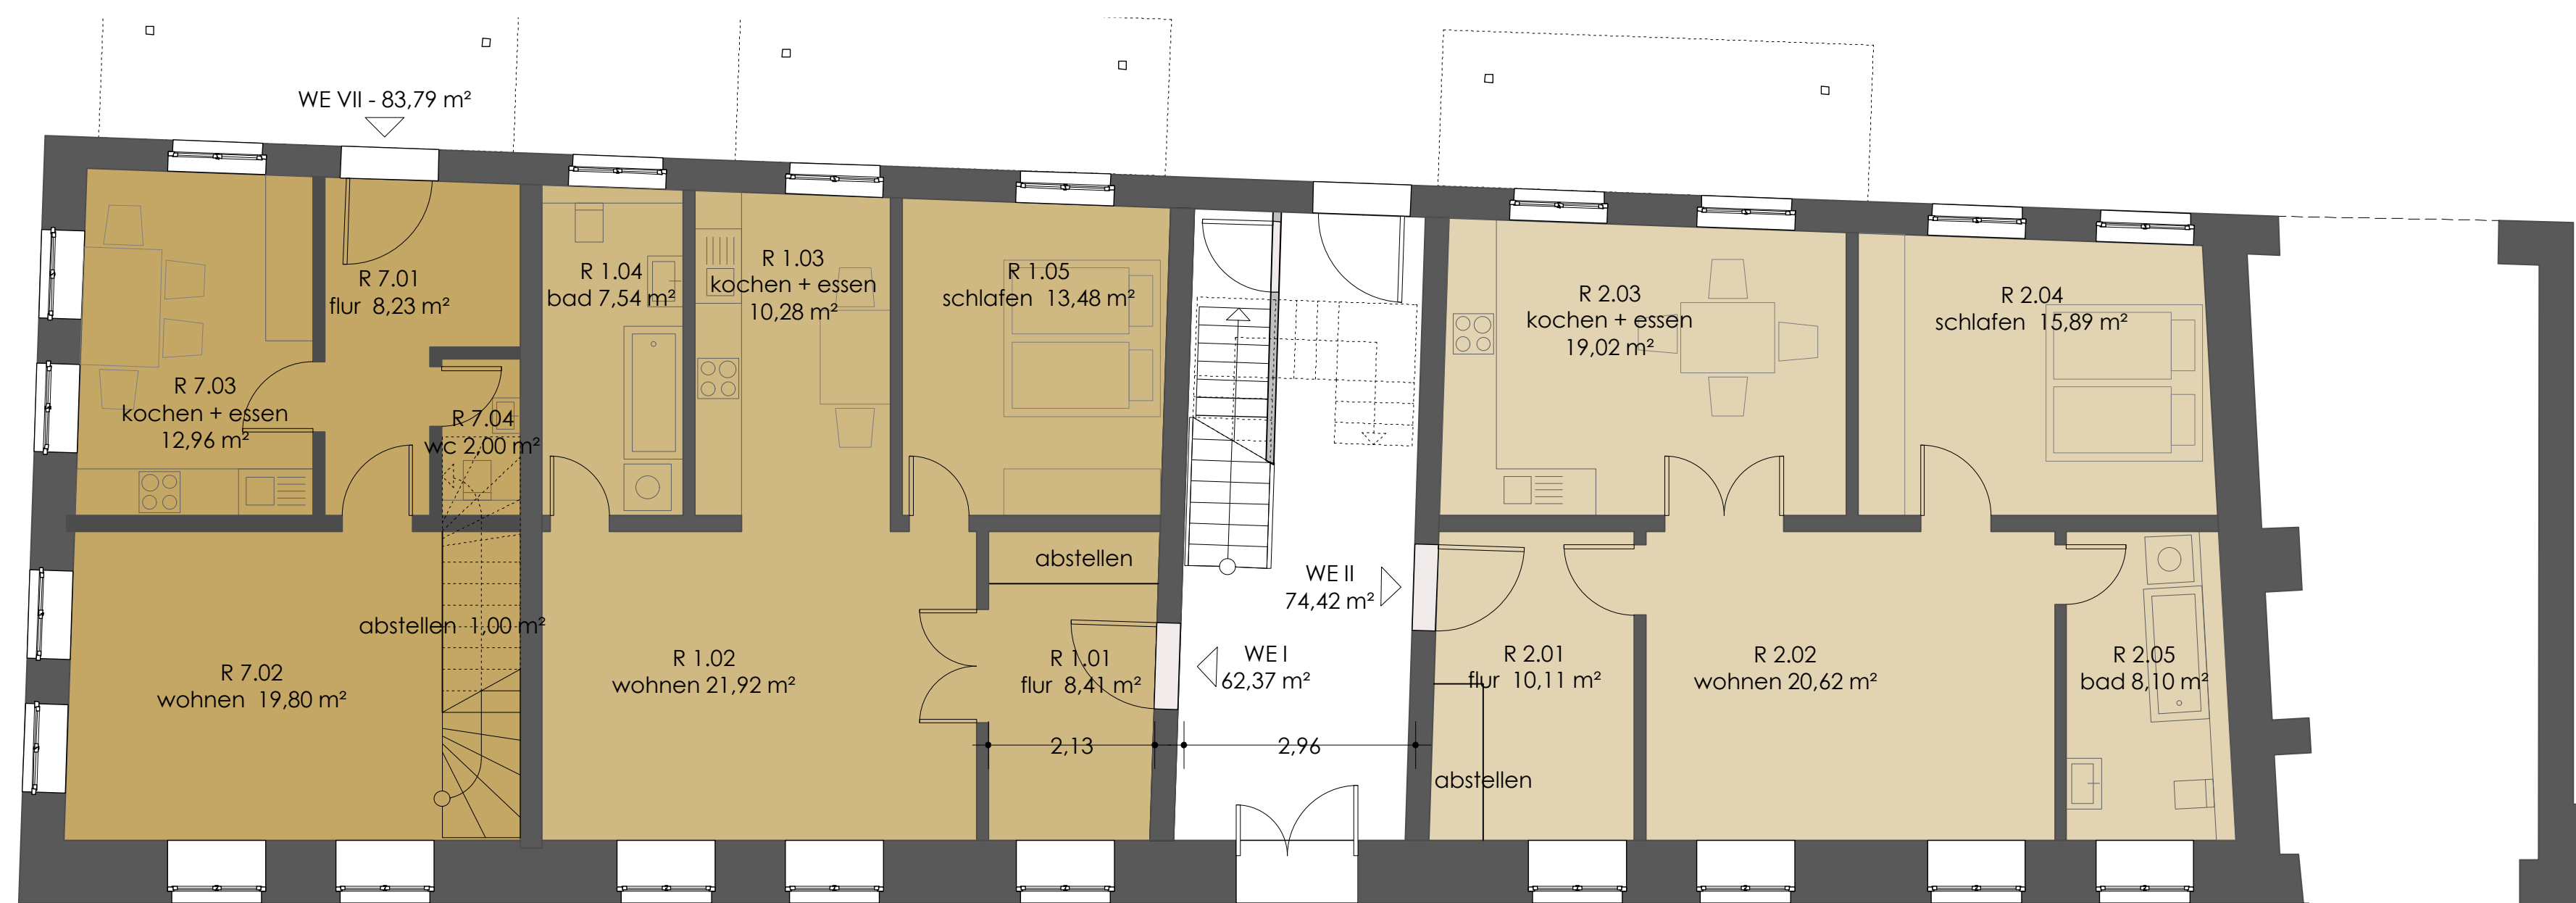 WE VII - 83,79 m²
R 7.01
flur 8,23 m²
R 7.03
kochen + essen
12,96 m²
R 7.04
wc 2,00 m²
abstellen 1,00 m²
R 7.02
wohnen 19,80 m²
R 1.04
bad 7,54 m²
R 1.03
kochen + essen
10,28 m²
R 1.05
schlafen 13,48 m²
abstellen
R 1.02
wohnen 21,92 m²
R 1.01
flur 8,41 m²
2,13
WE II
74,42 m²
WE I
62,37 m²
2,96
R 2.03
kochen + essen
19,02 m²
R 2.04
schlafen 15,89 m²
R 2.01
flur 10,11 m²
abstellen
R 2.02
wohnen 20,62 m²
R 2.05
bad 8,10 m²